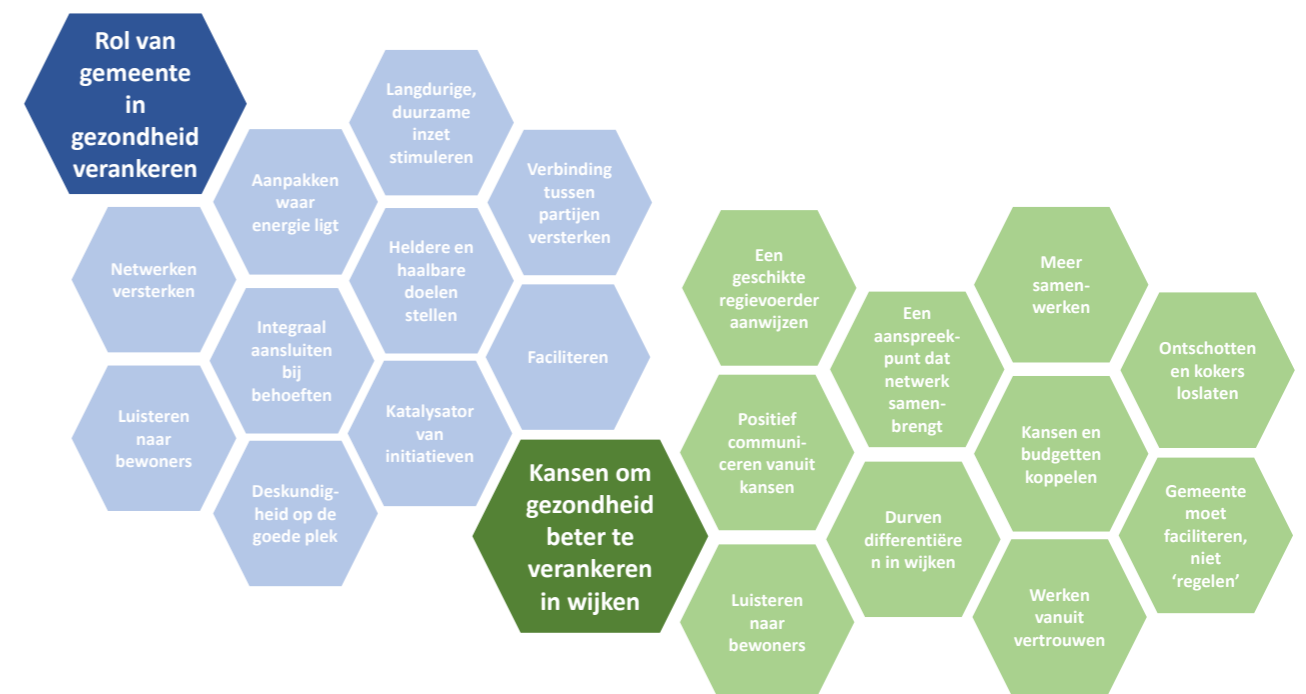 Rol van
gemeente
in
gezondheid
verankeren
Langdurige,
duurzame
inzet
stimuleren
Aanpakken
waar
energie ligt
Verbinding
tussen
partijen
versterken
Netwerken
versterken
Heldere en
haalbare
doelen
stellen
Integraal
aansluiten
bij
behoeften
Faciliteren
Luisteren
naar
bewoners
Katalysator
van
initiatieven
Deskundig-
heid op de
goede plek
Kansen om
gezondheid
beter te
verankeren
in wijken
Een
geschikte
regievoerder
aanwijzen
Meer
samen-
werken
Een
aanspreek-
punt dat
netwerk
samen-
brengt
Ontschotten
en kokers
loslaten
Positief
communi-
ceren vanuit
kansen
Kansen en
budgetten
koppelen
Durven
differentiëre
n in wijken
Gemeente
moet
faciliteren,
niet
‘regelen’
Luisteren
naar
bewoners
Werken
vanuit
vertrouwen